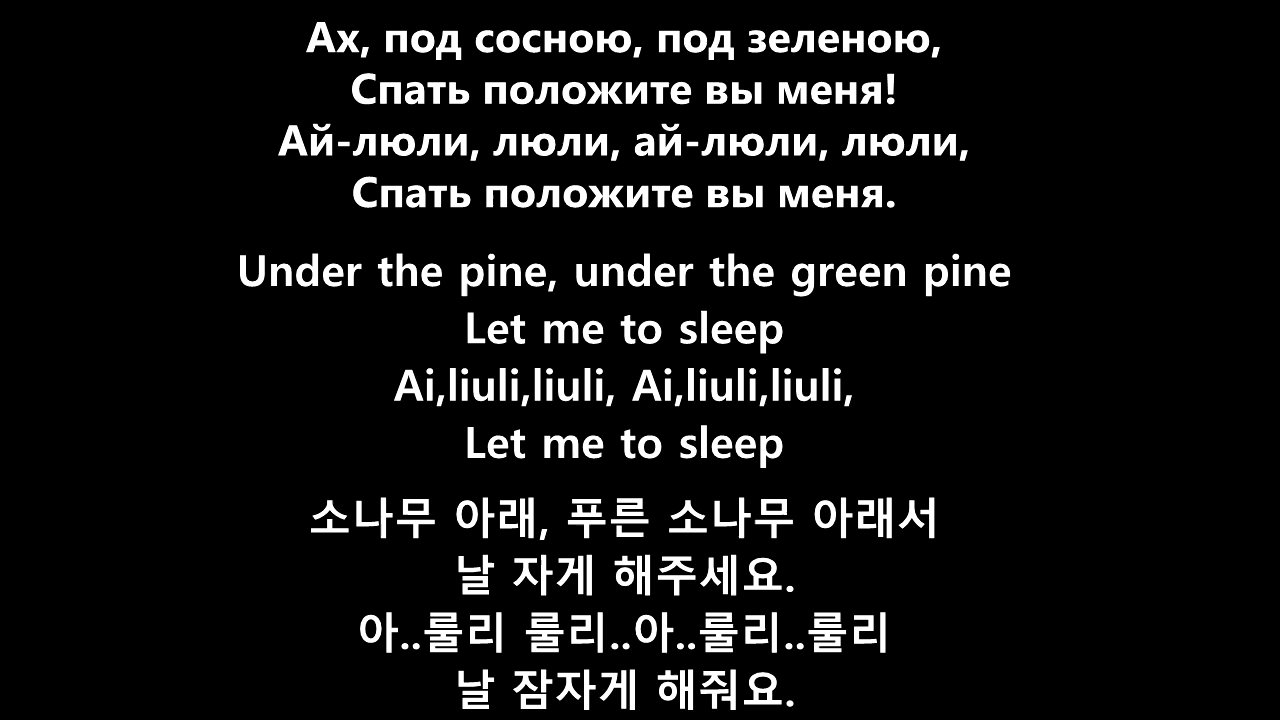 Ах, под сосною, под зеленою,
Спать положите вы меня!
Ай-люли, люли, ай-люли, люли,
Спать положите вы меня.
Under the pine, under the green pine
Let me to sleep
Ai,liuli,liuli, Ai,liuli,liuli,
Let me to sleep
소나무 아래, 푸른 소나무 아래서
날 자게 해주세요.
아..룰리 룰리..아..룰리..룰리
날 잠자게 해줘요.